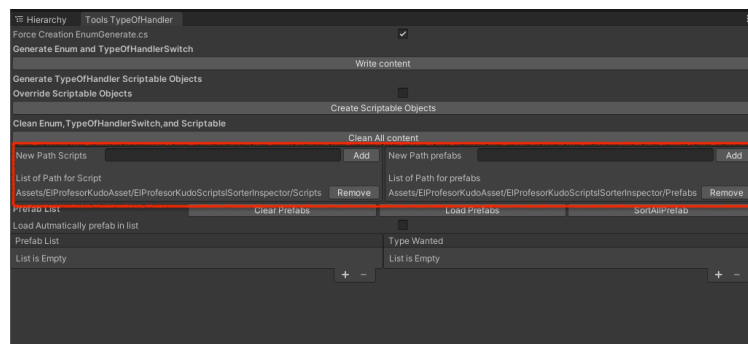 Hierarchy Tools TypeOfHandler
Force Creation EnumGenerate.cs
Generate Enum and TypeOfHandlerSwitch
Write content
Generate TypeOfHandler Scriptable Objects
Override Scriptable Objects
Create Scriptable Objects
Clean Enum,TypeOfHandlerSwitch,and Scriptable
Clean All content
New Path Scripts Add New Path prefabs Add
List of Path for Script List of Path for prefabs
Assets/ElProfesorKudoAsset/ElProfesorKudoScriptsISorterInspector/Scripts Remove Assets/ElProfesorKudoAsset/ElProfesorKudoScriptsISorterInspector/Prefabs Remove
Prefab List Clear Prefabs Load Prefabs SortAllPrefab
Load Autmatically prefab in list
Prefab List Type Wanted
List is Empty List is Empty
+ - + -